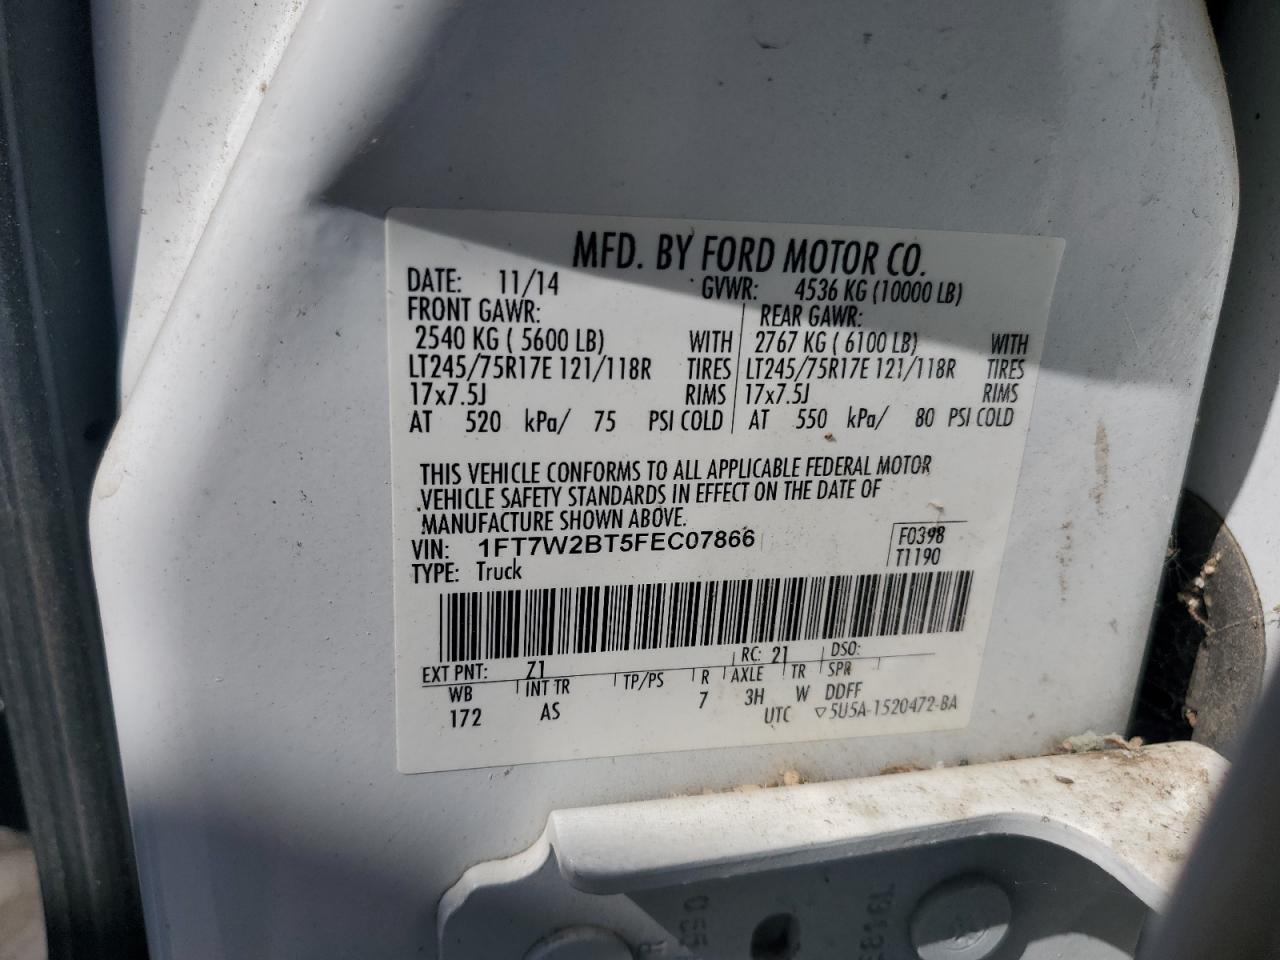 MFD. BY FORD MOTOR CO.
DATE: 11/14 GVWR: 4536 KG (10000 LB)
FRONT GAWR: REAR GAWR:
2540 KG ( 5600 LB) WITH 2767 KG ( 6100 LB) WITH
LT245/75R17E 121/118R TIRES LT245/75R17E 121/118R TIRES
17x7.5J RIMS 17x7.5J RIMS
AT 520 kPa/ 75 PSI COLD AT 550 kPa/ 80 PSI COLD
THIS VEHICLE CONFORMS TO ALL APPLICABLE FEDERAL MOTOR
VEHICLE SAFETY STANDARDS IN EFFECT ON THE DATE OF
MANUFACTURE SHOWN ABOVE.
VIN: 1FT7W2BT5FEC07866 F0398
TYPE: Truck T1190
EXT PNT: Z1 RC: 21 DSO:
WB INT TR TP/PS R AXLE TR SPR
172 AS 7 3H W DDFF
UTC ▽5U5A-1520472-BA